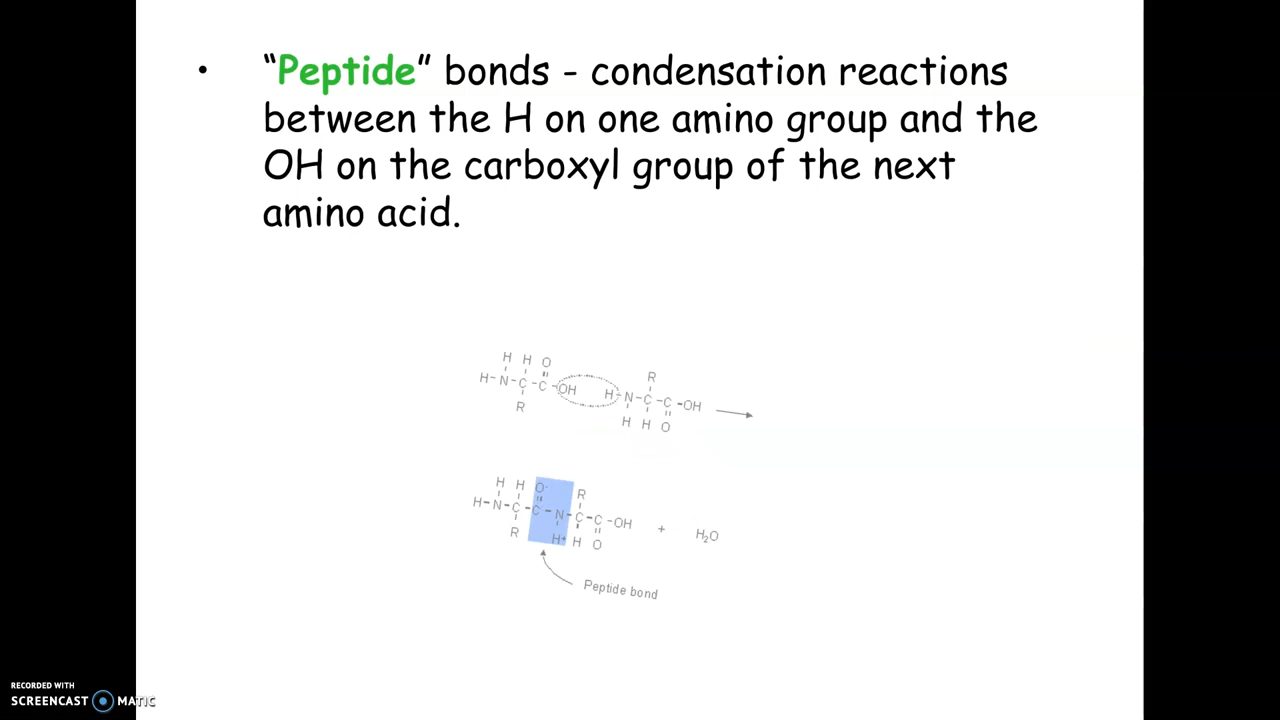 • “Peptide” bonds - condensation reactions
between the H on one amino group and the
OH on the carboxyl group of the next
amino acid.
H H O
H-N-C-C-OH H-N-C-C-OH
R
R
H H O
H H O-
H-N-C-C-N-C-C-OH + H₂O
R
R
H+ H O
Peptide bond
RECORDED WITH
SCREENCAST MATIC